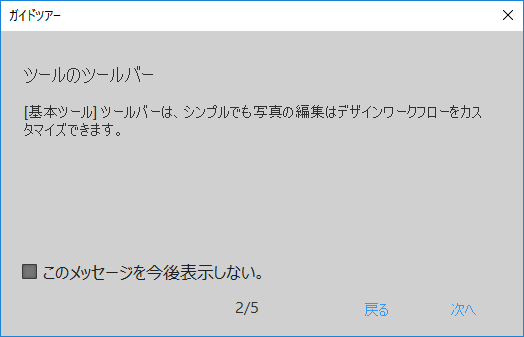 ガイドツアー
ツールのツールバー
[基本ツール] ツールバーは、シンプルでも写真の編集はデザインワークフローをカス
タマイズできます。
このメッセージを今後表示しない。
2/5
戻る
次へ